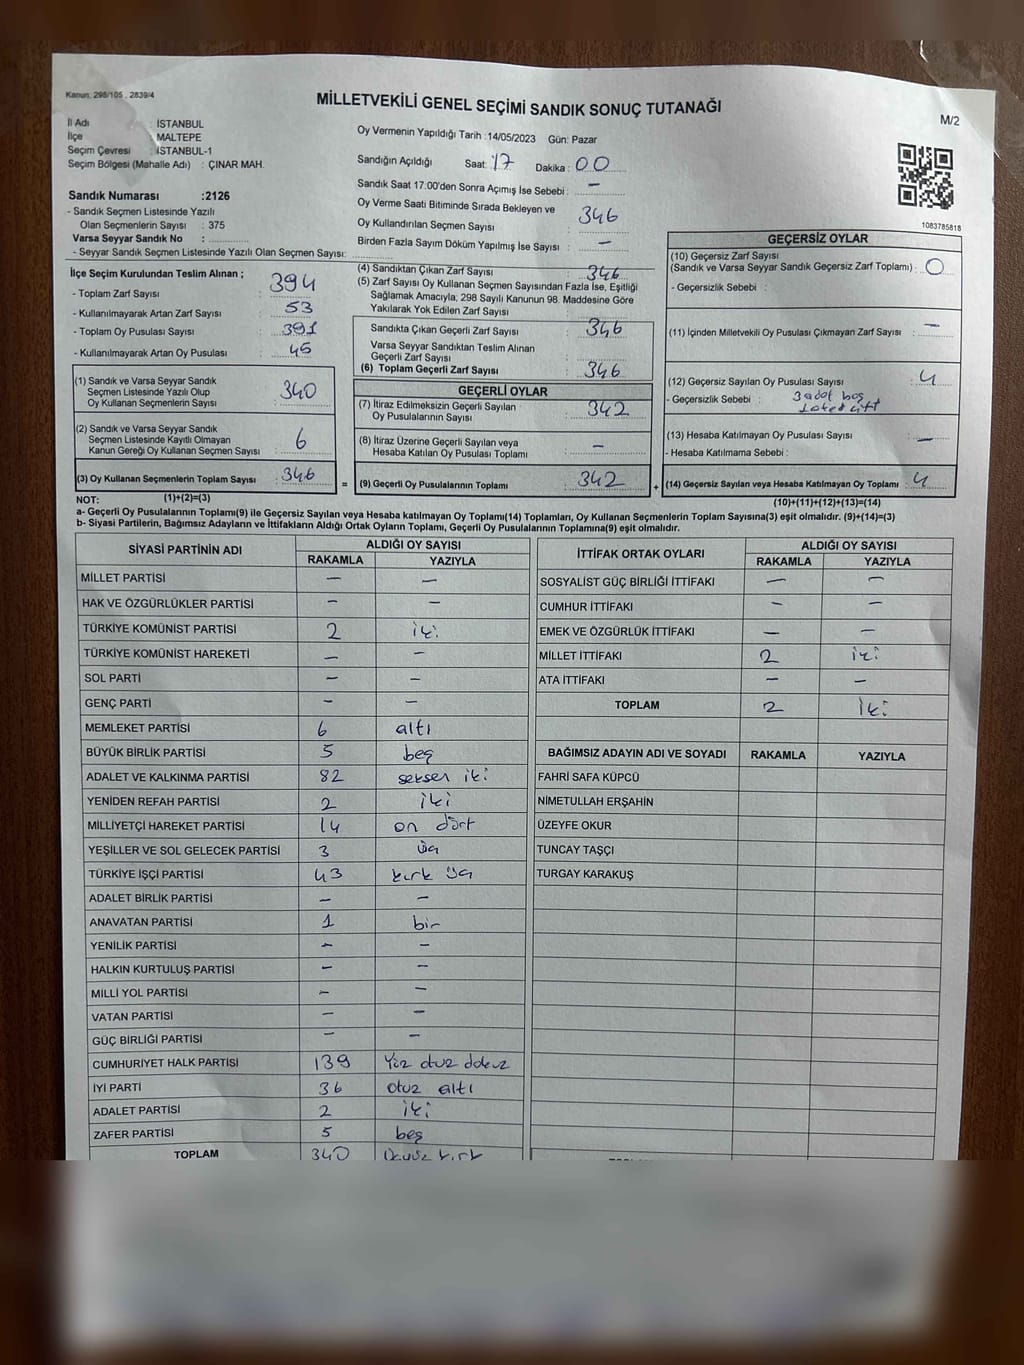 Kanun. 298/105 , 2839/4
MİLLETVEKİLİ GENEL SEÇİMİ SANDIK SONUÇ TUTANAĞI
M/2
İl Adı : İSTANBUL
İlçe : MALTEPE
Seçim Çevresi : İSTANBUL-1
Seçim Bölgesi (Mahalle Adı) : ÇINAR MAH.
Sandık Numarası :2126
- Sandık Seçmen Listesinde Yazılı
Olan Seçmenlerin Sayısı : 375
Varsa Seyyar Sandık No :
- Seyyar Sandık Seçmen Listesinde Yazılı Olan Seçmen Sayısı:
Oy Vermenin Yapıldığı Tarih :14/05/2023 Gün: Pazar
Sandığın Açıldığı Saat: 17 Dakika : 00
Sandık Saat 17:00'den Sonra Açımış İse Sebebi : –
Oy Verme Saati Bitiminde Sırada Bekleyen ve
Oy Kullandırılan Seçmen Sayısı : 346
Birden Fazla Sayım Döküm Yapılmış İse Sayısı : –
1083785818
İlçe Seçim Kurulundan Teslim Alınan ;
- Toplam Zarf Sayısı : 394
- Kullanılmayarak Artan Zarf Sayısı : 53
- Toplam Oy Pusulası Sayısı : 391
- Kullanılmayarak Artan Oy Pusulası : 45
(1) Sandık ve Varsa Seyyar Sandık
Seçmen Listesinde Yazılı Olup
Oy Kullanan Seçmenlerin Sayısı : 340
(2) Sandık ve Varsa Seyyar Sandık
Seçmen Listesinde Kayıtlı Olmayan
Kanun Gereği Oy Kullanan Seçmen Sayısı : 6
(3) Oy Kullanan Seçmenlerin Toplam Sayısı : 346
(4) Sandıktan Çıkan Zarf Sayısı : 346
(5) Zarf Sayısı Oy Kullanan Seçmen Sayısından Fazla İse, Eşitliği
Sağlamak Amacıyla; 298 Sayılı Kanunun 98. Maddesine Göre
Yakılarak Yok Edilen Zarf Sayısı :
Sandıkta Çıkan Geçerli Zarf Sayısı : 346
Varsa Seyyar Sandıktan Teslim Alınan
Geçerli Zarf Sayısı :
(6) Toplam Geçerli Zarf Sayısı : 346
GEÇERLİ OYLAR
(7) İtiraz Edilmeksizin Geçerli Sayılan
Oy Pusulalarının Sayısı : 342
(8) İtiraz Üzerine Geçerli Sayılan veya
Hesaba Katılan Oy Pusulası Toplamı : –
= (9) Geçerli Oy Pusulalarının Toplamı : 342
GEÇERSİZ OYLAR
(10) Geçersiz Zarf Sayısı
(Sandık ve Varsa Seyyar Sandık Geçersiz Zarf Toplamı) : 0
- Geçersizlik Sebebi :
(11) İçinden Milletvekili Oy Pusulası Çıkmayan Zarf Sayısı : –
(12) Geçersiz Sayılan Oy Pusulası Sayısı : 4
- Geçersizlik Sebebi : 3 adet boş
1 adet çift
(13) Hesaba Katılmayan Oy Pusulası Sayısı : –
- Hesaba Katılmama Sebebi :
+ (14) Geçersiz Sayılan veya Hesaba Katılmayan Oy Toplamı : 4
NOT: (1)+(2)=(3)
(10)+(11)+(12)+(13)=(14)
a- Geçerli Oy Pusulalarının Toplamı(9) ile Geçersiz Sayılan veya Hesaba katılmayan Oy Toplamı(14) Toplamları, Oy Kullanan Seçmenlerin Toplam Sayısına(3) eşit olmalıdır. (9)+(14)=(3)
b- Siyasi Partilerin, Bağımsız Adayların ve İttifakların Aldığı Ortak Oyların Toplamı, Geçerli Oy Pusulalarının Toplamına(9) eşit olmalıdır.
SİYASİ PARTİNİN ADI ALDIĞI OY SAYISI
RAKAMLA YAZIYLA
MİLLET PARTİSİ – –
HAK VE ÖZGÜRLÜKLER PARTİSİ – –
TÜRKİYE KOMÜNİST PARTİSİ 2 iki
TÜRKİYE KOMÜNİST HAREKETİ – –
SOL PARTİ – –
GENÇ PARTİ – –
MEMLEKET PARTİSİ 6 altı
BÜYÜK BİRLİK PARTİSİ 5 beş
ADALET VE KALKINMA PARTİSİ 82 seksen iki
YENİDEN REFAH PARTİSİ 2 iki
MİLLİYETÇİ HAREKET PARTİSİ 14 on dört
YEŞİLLER VE SOL GELECEK PARTİSİ 3 üç
TÜRKİYE İŞÇİ PARTİSİ 43 kırk üç
ADALET BİRLİK PARTİSİ – –
ANAVATAN PARTİSİ 1 bir
YENİLİK PARTİSİ – –
HALKIN KURTULUŞ PARTİSİ – –
MİLLİ YOL PARTİSİ – –
VATAN PARTİSİ – –
GÜÇ BİRLİĞİ PARTİSİ – –
CUMHURİYET HALK PARTİSİ 139 Yüz otuz dokuz
İYİ PARTİ 36 otuz altı
ADALET PARTİSİ 2 iki
ZAFER PARTİSİ 5 beş
TOPLAM 340 Üçyüz kırk
İTTİFAK ORTAK OYLARI ALDIĞI OY SAYISI
RAKAMLA YAZIYLA
SOSYALİST GÜÇ BİRLİĞİ İTTİFAKI – –
CUMHUR İTTİFAKI – –
EMEK VE ÖZGÜRLÜK İTTİFAKI – –
MİLLET İTTİFAKI 2 iki
ATA İTTİFAKI – –
TOPLAM 2 iki
BAĞIMSIZ ADAYIN ADI VE SOYADI RAKAMLA YAZIYLA
FAHRİ SAFA KÜPCÜ
NİMETULLAH ERŞAHİN
ÜZEYFE OKUR
TUNCAY TAŞÇI
TURGAY KARAKUŞ